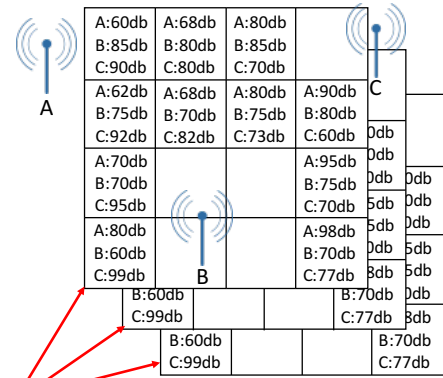 A:60db A:68db A:80db
B:85db B:80db B:85db
C:90db C:80db C:70db
A
C
A:62db A:68db A:80db A:90db
B:75db B:70db B:75db B:80db
C:92db C:82db C:73db C:60db
A:70db A:95db
B:70db B:75db
C:95db C:70db
A:80db A:98db
B:60db B:70db
C:99db C:77db
B
B:60db B:70db
C:99db C:77db
B:60db B:70db
C:99db C:77db